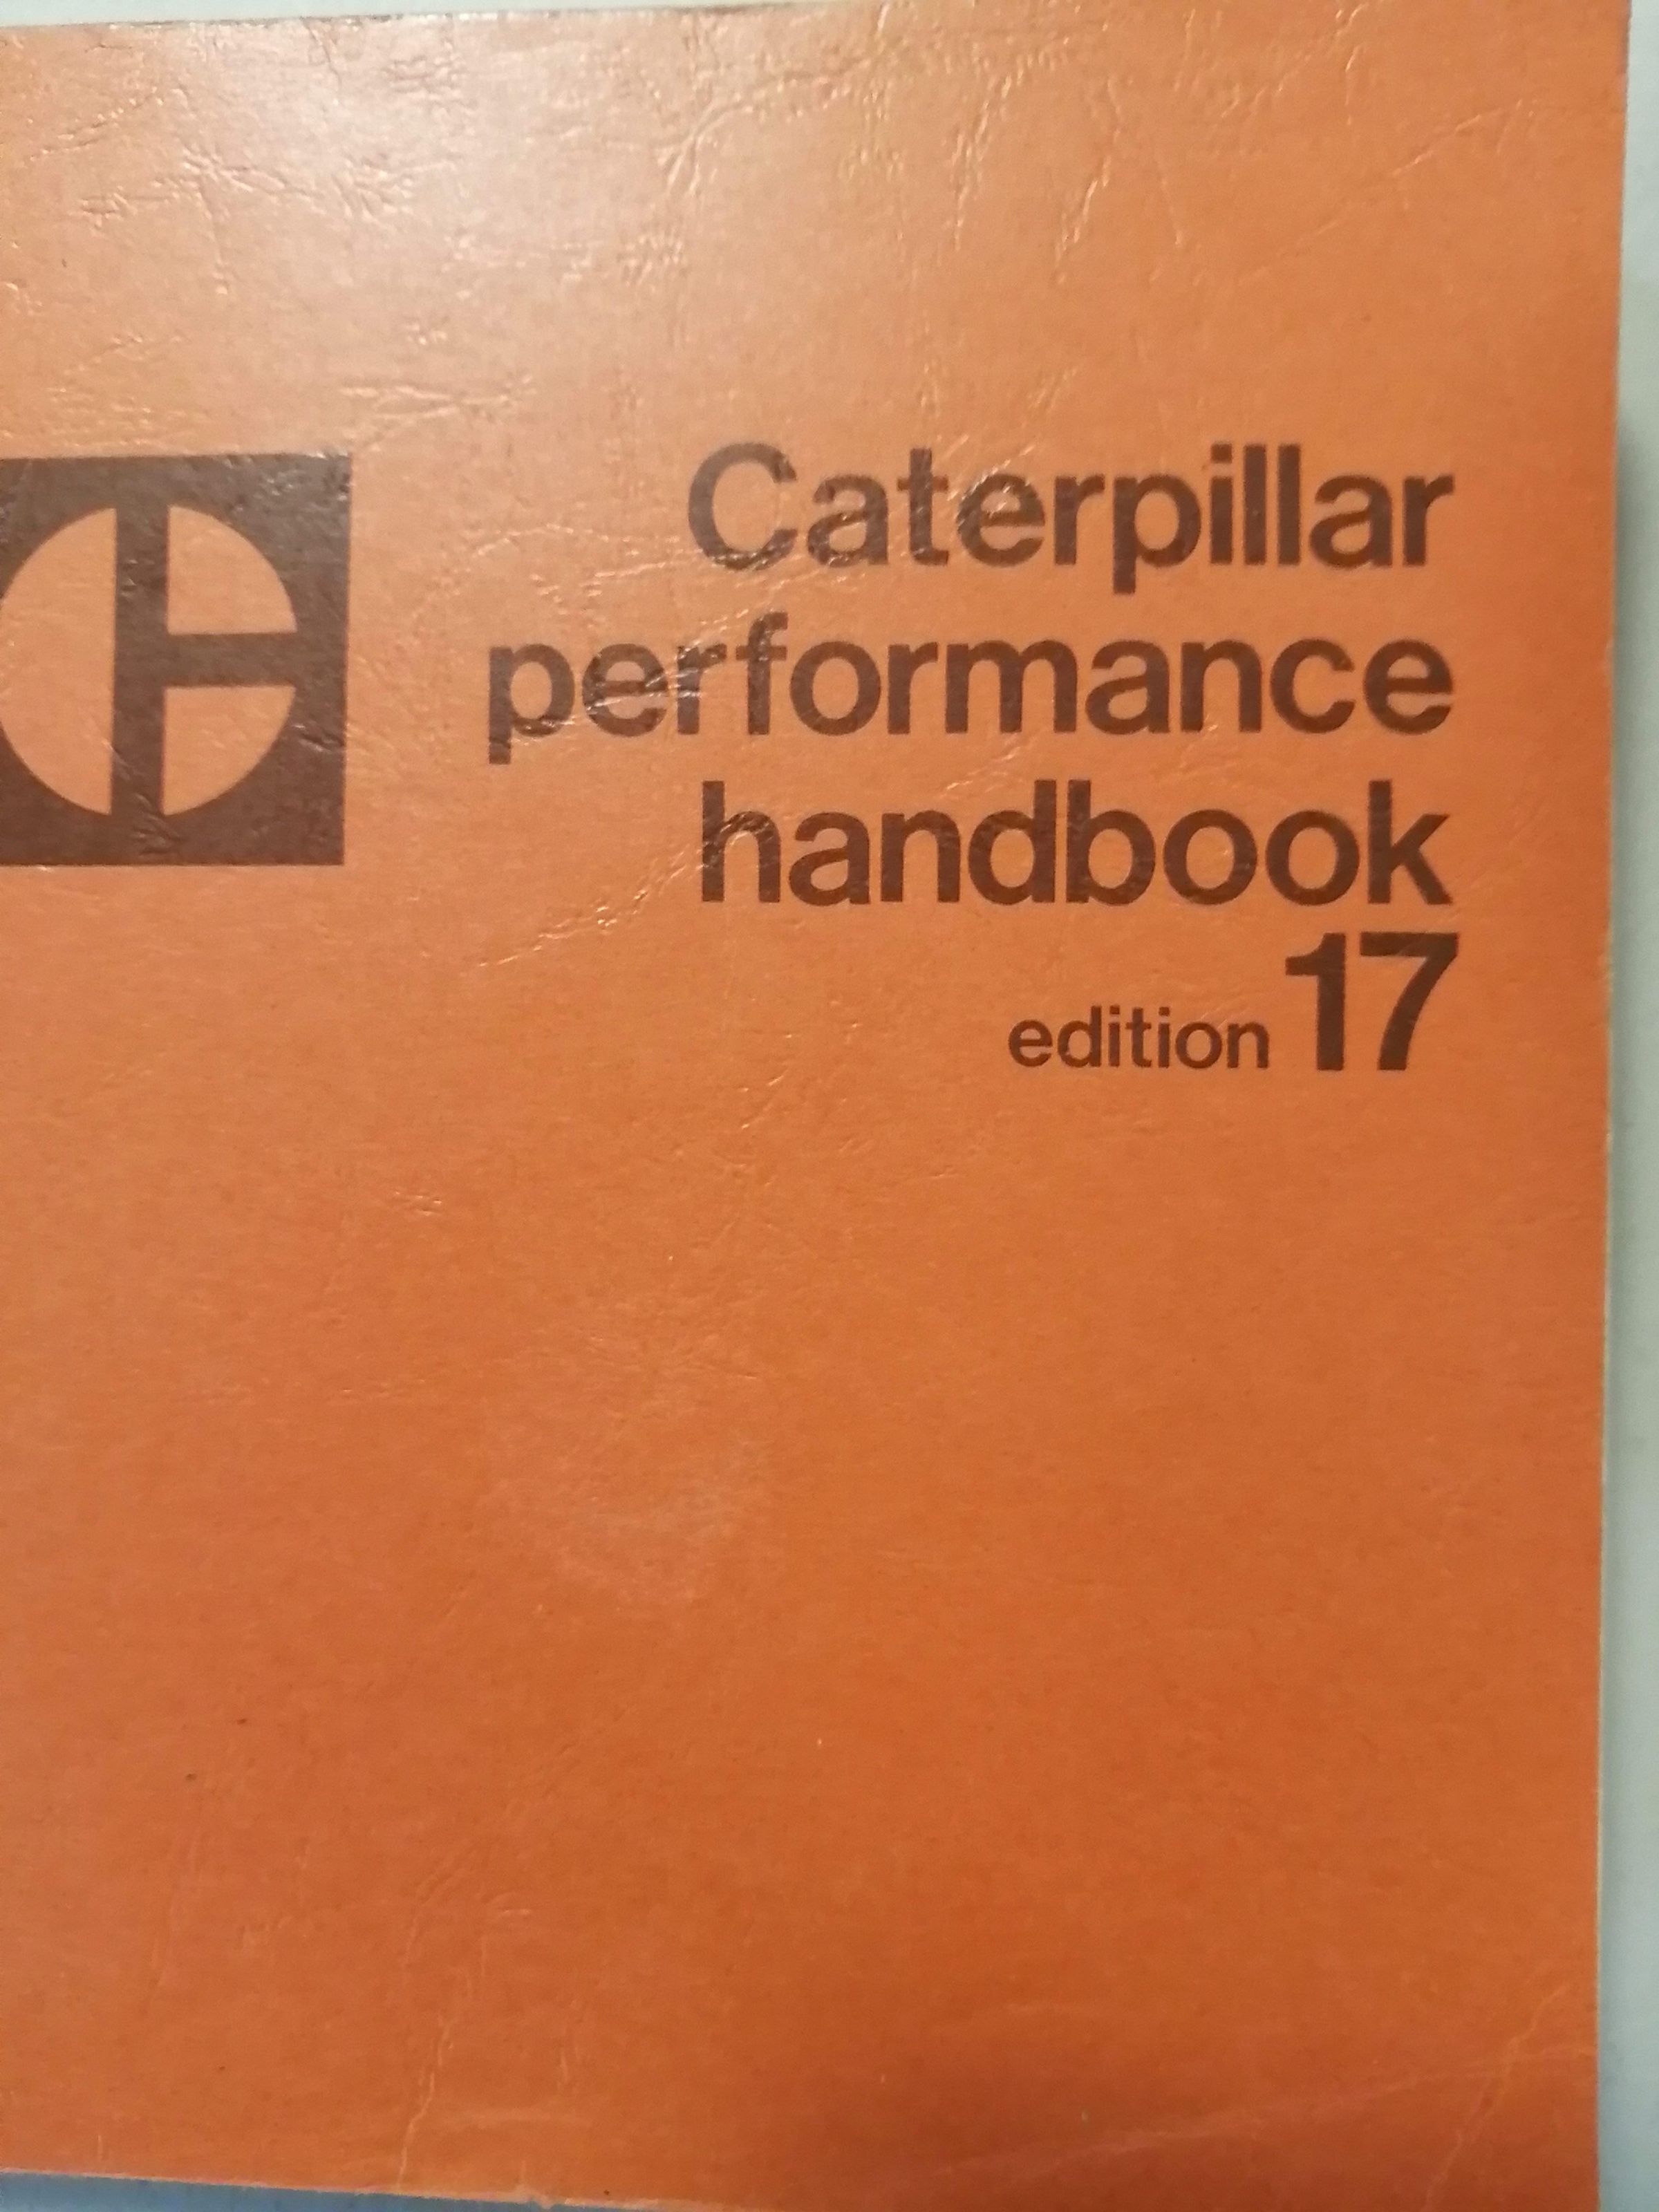 Caterpillar
performance
handbook
edition 17